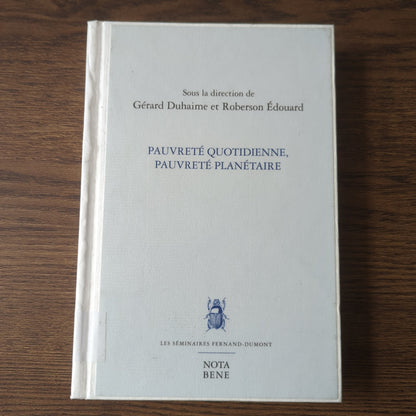 Sous la direction de
Gérard Duhaime et Roberson Édouard
PAUVRETÉ QUOTIDIENNE,
PAUVRETÉ PLANÉTAIRE
LES SÉMINAIRES FERNAND-DUMONT
NOTA
BENE